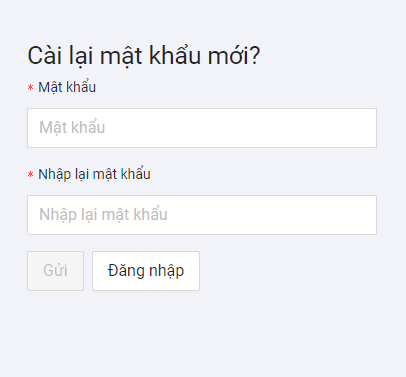 Cài lại mật khẩu mới?
* Mật khẩu
Mật khẩu
* Nhập lại mật khẩu
Nhập lại mật khẩu
Gửi Đăng nhập